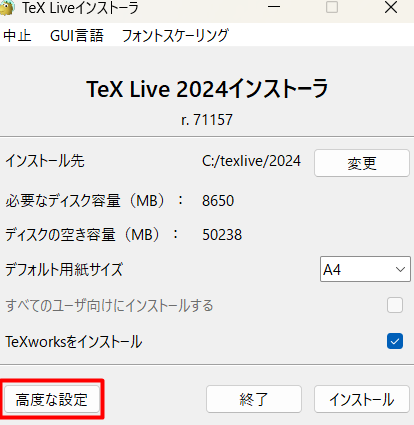 TeX Liveインストーラ
中止 GUI言語 フォントスケーリング
TeX Live 2024インストーラ
r. 71157
インストール先 C:/texlive/2024 変更
必要なディスク容量（MB）： 8650
ディスクの空き容量（MB）： 50238
デフォルト用紙サイズ A4
すべてのユーザ向けにインストールする
TeXworksをインストール
高度な設定 終了 インストール